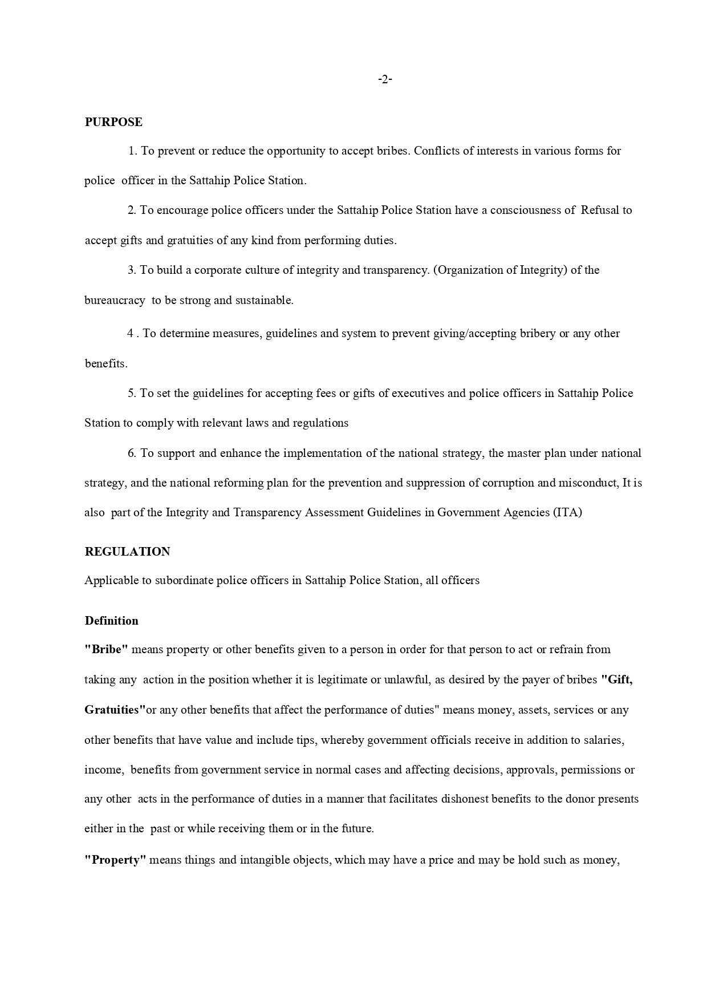 -2-
PURPOSE
1. To prevent or reduce the opportunity to accept bribes. Conflicts of interests in various forms for
police  officer in the Sattahip Police Station.
2. To encourage police officers under the Sattahip Police Station have a consciousness of  Refusal to
accept gifts and gratuities of any kind from performing duties.
3. To build a corporate culture of integrity and transparency. (Organization of Integrity) of the
bureaucracy  to be strong and sustainable.
4 . To determine measures, guidelines and system to prevent giving/accepting bribery or any other
benefits.
5. To set the guidelines for accepting fees or gifts of executives and police officers in Sattahip Police
Station to comply with relevant laws and regulations
6. To support and enhance the implementation of the national strategy, the master plan under national
strategy, and the national reforming plan for the prevention and suppression of corruption and misconduct, It is
also  part of the Integrity and Transparency Assessment Guidelines in Government Agencies (ITA)
REGULATION
Applicable to subordinate police officers in Sattahip Police Station, all officers
Definition
"Bribe" means property or other benefits given to a person in order for that person to act or refrain from
taking any  action in the position whether it is legitimate or unlawful, as desired by the payer of bribes "Gift,
Gratuities"or any other benefits that affect the performance of duties" means money, assets, services or any
other benefits that have value and include tips, whereby government officials receive in addition to salaries,
income,  benefits from government service in normal cases and affecting decisions, approvals, permissions or
any other  acts in the performance of duties in a manner that facilitates dishonest benefits to the donor presents
either in the  past or while receiving them or in the future.
"Property" means things and intangible objects, which may have a price and may be hold such as money,